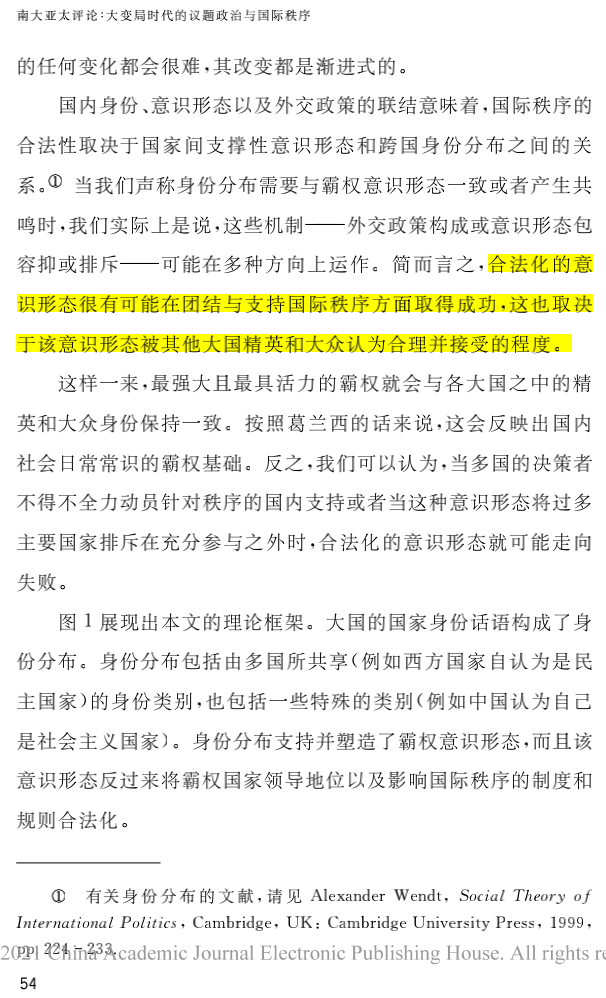 南大亚太评论:大变局时代的议题政治与国际秩序
的任何变化都会很难,其改变都是渐进式的。
国内身份、意识形态以及外交政策的联结意味着,国际秩序的
合法性取决于国家间支撑性意识形态和跨国身份分布之间的关
系。① 当我们声称身份分布需要与霸权意识形态一致或者产生共
鸣时,我们实际上是说,这些机制——外交政策构成或意识形态包
容抑或排斥——可能在多种方向上运作。简而言之,合法化的意
识形态很有可能在团结与支持国际秩序方面取得成功,这也取决
于该意识形态被其他大国精英和大众认为合理并接受的程度。
这样一来,最强大且最具活力的霸权就会与各大国之中的精
英和大众身份保持一致。按照葛兰西的话来说,这会反映出国内
社会日常常识的霸权基础。反之,我们可以认为,当多国的决策者
不得不全力动员针对秩序的国内支持或者当这种意识形态将过多
主要国家排斥在充分参与之外时,合法化的意识形态就可能走向
失败。
图 1 展现出本文的理论框架。大国的国家身份话语构成了身
份分布。身份分布包括由多国所共享(例如西方国家自认为是民
主国家)的身份类别,也包括一些特殊的类别(例如中国认为自己
是社会主义国家)。身份分布支持并塑造了霸权意识形态,而且该
意识形态反过来将霸权国家领导地位以及影响国际秩序的制度和
规则合法化。
① 有关身份分布的文献,请见 Alexander Wendt, Social Theory of
International Politics, Cambridge, UK: Cambridge University Press, 1999,
pp. 224-233.
2021 China Academic Journal Electronic Publishing House. All rights re
54